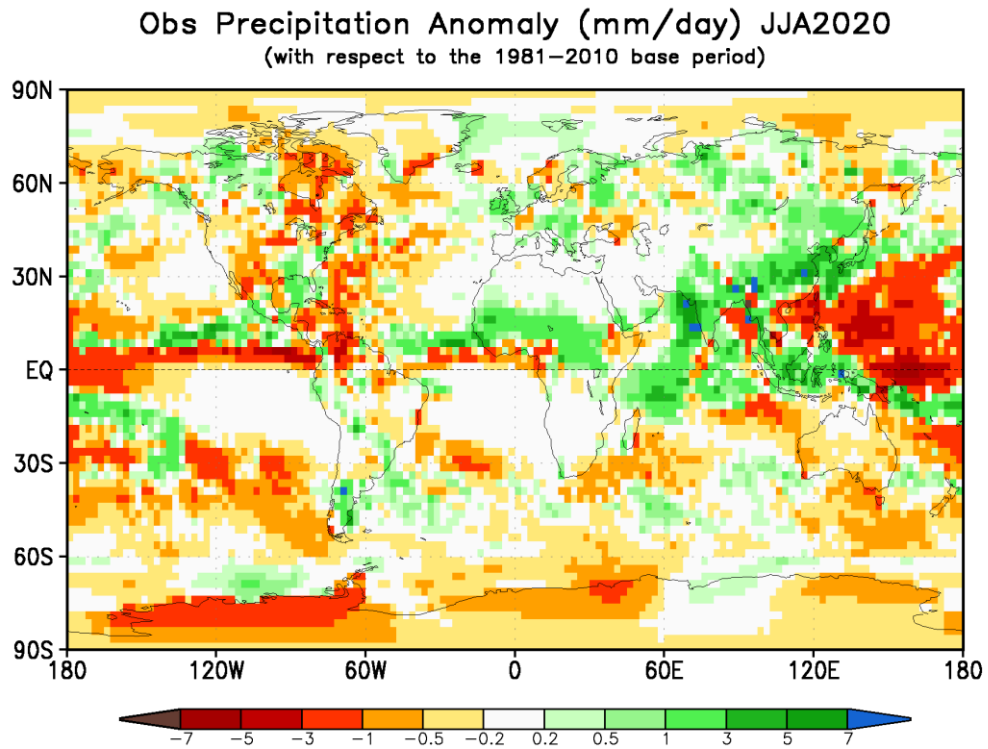 Obs Precipitation Anomaly (mm/day) JJA2020
(with respect to the 1981−2010 base period)
90N
60N
30N
EQ
30S
60S
90S
180 120W 60W 0 60E 120E 180
−7 −5 −3 −1 −0.5 −0.2 0.2 0.5 1 3 5 7